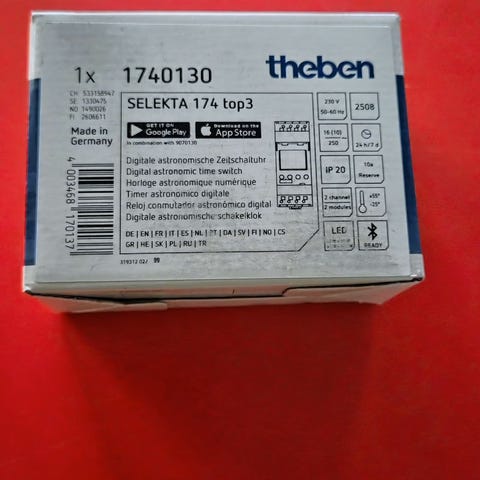 1x 1740130
theben
CH 533158947
SE 1330475
NO 1490026
FI 2606611
Made in
Germany
SELEKTA 174 top3
GET IT ON
Google Play
Download on the
App Store
In combination with 9070130
Digitale astronomische Zeitschaltuhr
Digital astronomic time switch
Horloge astronomique numérique
Timer astronomico digitale
Reloj conmutador astronómico digital
Digitale astronomische schakelklok
DE | EN | FR | IT | ES | NL | PT | DA | SV | FI | NO | CS
GR | HE | SK | PL | RU | TR
319312 02/ 99
4 003468 170137
230 V
50-60 Hz
2508
16 (10)
250
24 h/7 d
IP 20
10a
Reserve
2 channel
2 modules
+55°
-25°
LED
READY